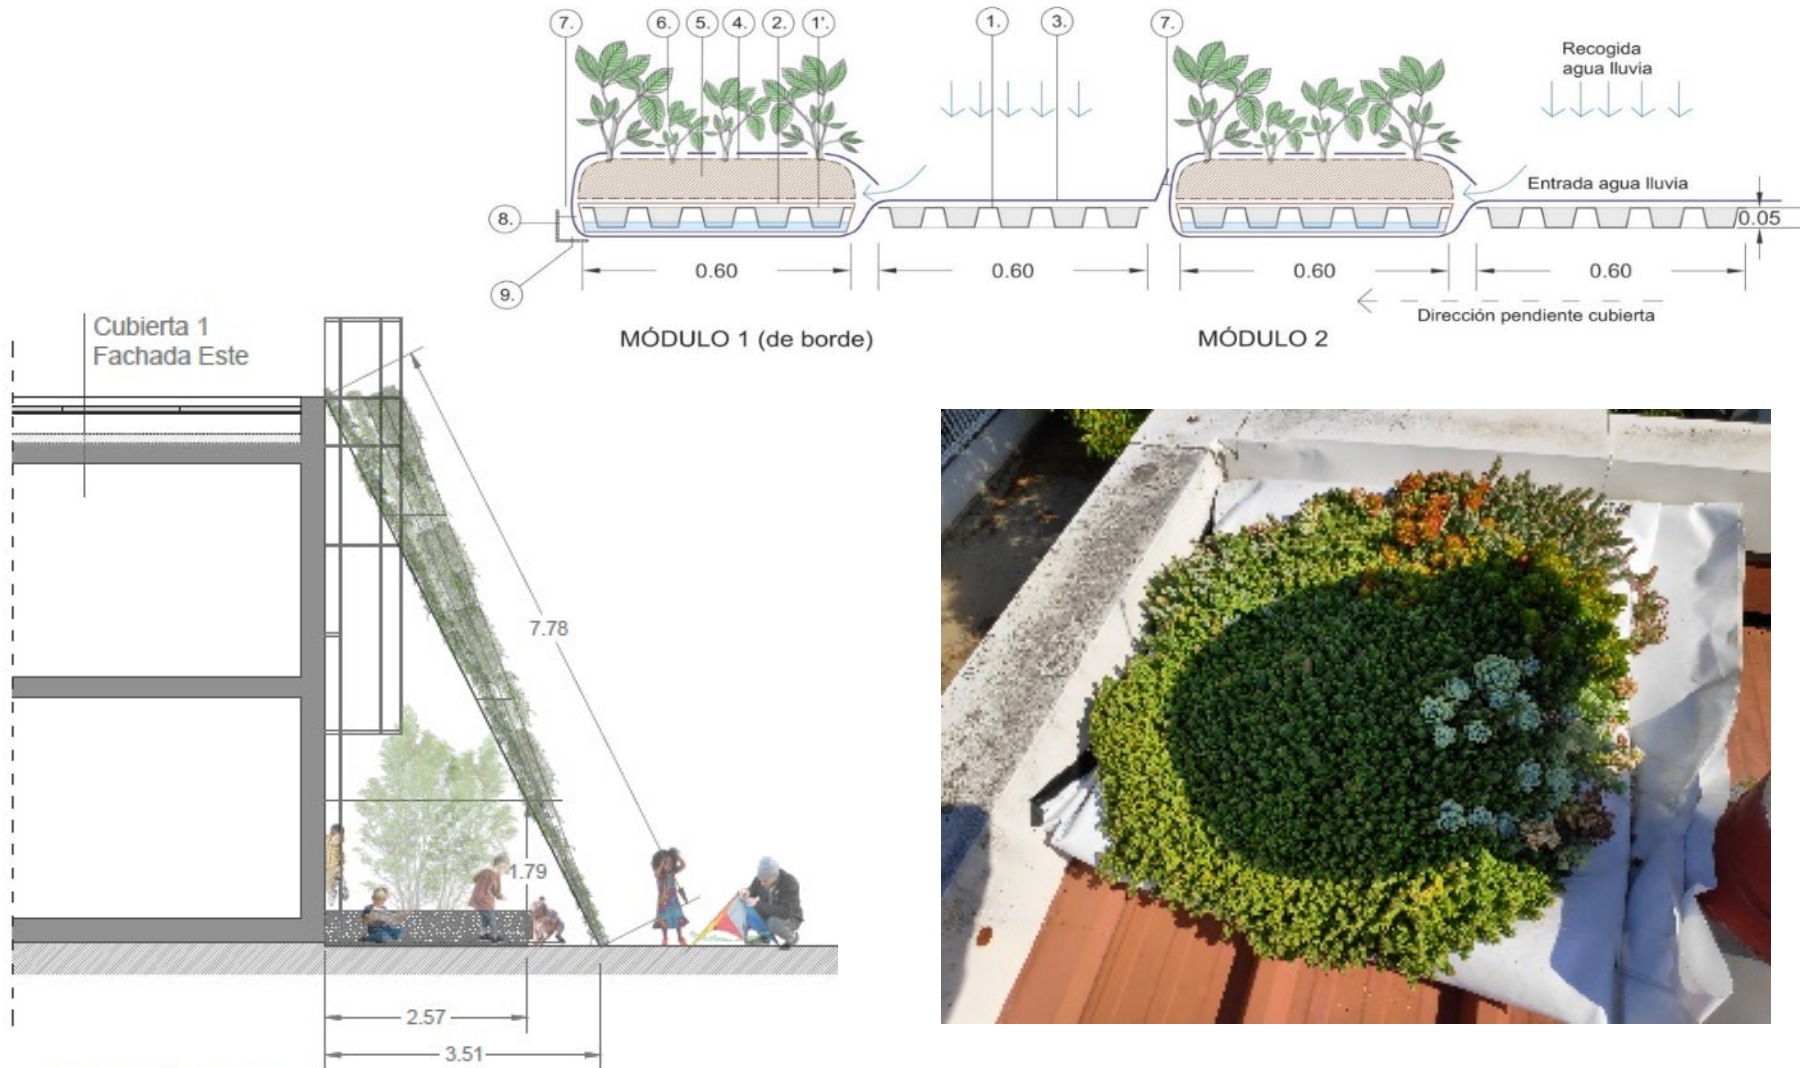 7.
6.
5.
4.
2.
1'.
1.
3.
7.
Recogida
agua lluvia
Entrada agua lluvia
8.
0.05
0.60
0.60
0.60
0.60
9.
Dirección pendiente cubierta
MÓDULO 1 (de borde)
MÓDULO 2
Cubierta 1
Fachada Este
7.78
1.79
2.57
3.51